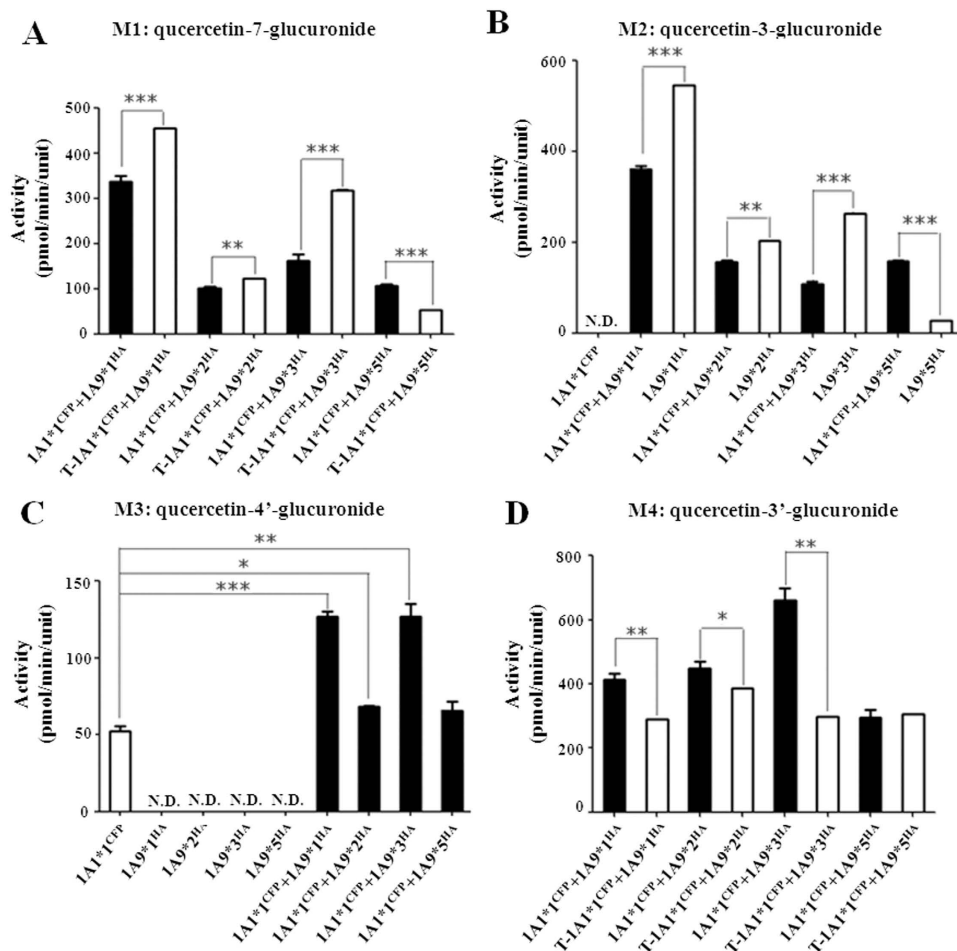 A
M1: qucercetin-7-glucuronide
Activity
(pmol/min/unit)
500
400
300
200
100
0
***
**
***
***
1A1*1CFP+1A9*1HA
T-1A1*1CFP+1A9*1HA
1A1*1CFP+1A9*2HA
T-1A1*1CFP+1A9*2HA
1A1*1CFP+1A9*3HA
T-1A1*1CFP+1A9*3HA
1A1*1CFP+1A9*5HA
T-1A1*1CFP+1A9*5HA
B
M2: qucercetin-3-glucuronide
Activity
(pmol/min/unit)
600
400
200
0
***
**
***
***
N.D.
1A1*1CFP
1A1*1CFP+1A9*1HA
1A9*1HA
1A1*1CFP+1A9*2HA
1A9*2HA
1A1*1CFP+1A9*3HA
1A9*3HA
1A1*1CFP+1A9*5HA
1A9*5HA
C
M3: qucercetin-4’-glucuronide
Activity
(pmol/min/unit)
150
100
50
0
**
*
***
N.D. N.D. N.D. N.D.
1A1*1CFP
1A9*1HA
1A9*2HA
1A9*3HA
1A9*5HA
1A1*1CFP+1A9*1HA
1A1*1CFP+1A9*2HA
1A1*1CFP+1A9*3HA
1A1*1CFP+1A9*5HA
D
M4: qucercetin-3’-glucuronide
Activity
(pmol/min/unit)
800
600
400
200
0
**
*
**
1A1*1CFP+1A9*1HA
T-1A1*1CFP+1A9*1HA
1A1*1CFP+1A9*2HA
T-1A1*1CFP+1A9*2HA
1A1*1CFP+1A9*3HA
T-1A1*1CFP+1A9*3HA
1A1*1CFP+1A9*5HA
T-1A1*1CFP+1A9*5HA